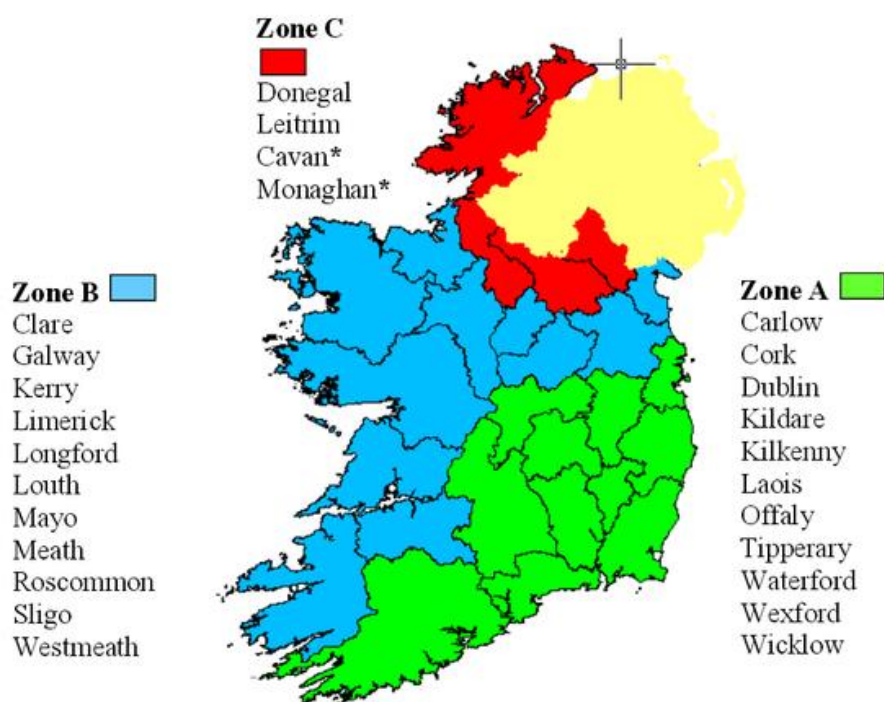 Zone C
Donegal
Leitrim
Cavan*
Monaghan*
Zone B
Clare
Galway
Kerry
Limerick
Longford
Louth
Mayo
Meath
Roscommon
Sligo
Westmeath
Zone A
Carlow
Cork
Dublin
Kildare
Kilkenny
Laois
Offaly
Tipperary
Waterford
Wexford
Wicklow